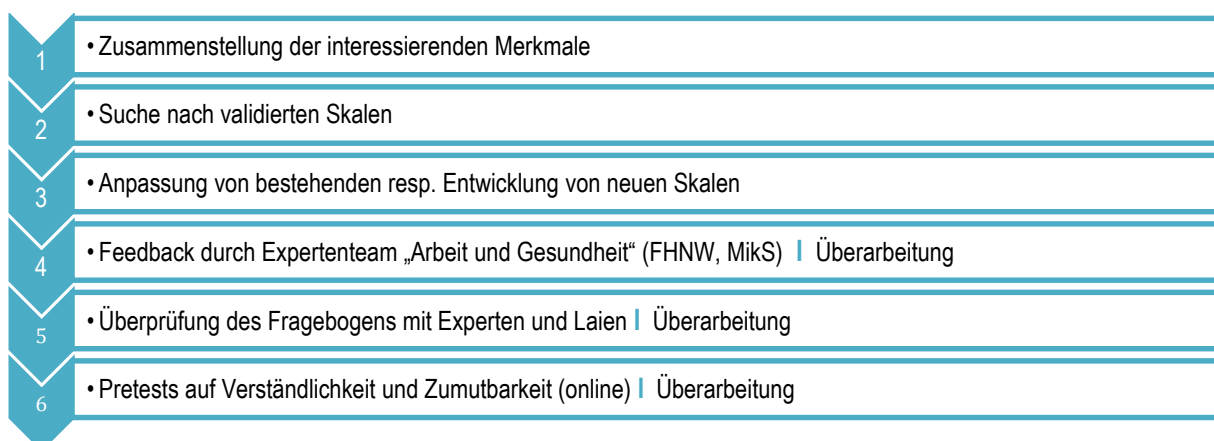 1 • Zusammenstellung der interessierenden Merkmale
2 • Suche nach validierten Skalen
3 • Anpassung von bestehenden resp. Entwicklung von neuen Skalen
4 • Feedback durch Expertenteam „Arbeit und Gesundheit“ (FHNW, MikS) | Überarbeitung
5 • Überprüfung des Fragebogens mit Experten und Laien | Überarbeitung
6 • Pretests auf Verständlichkeit und Zumutbarkeit (online) | Überarbeitung